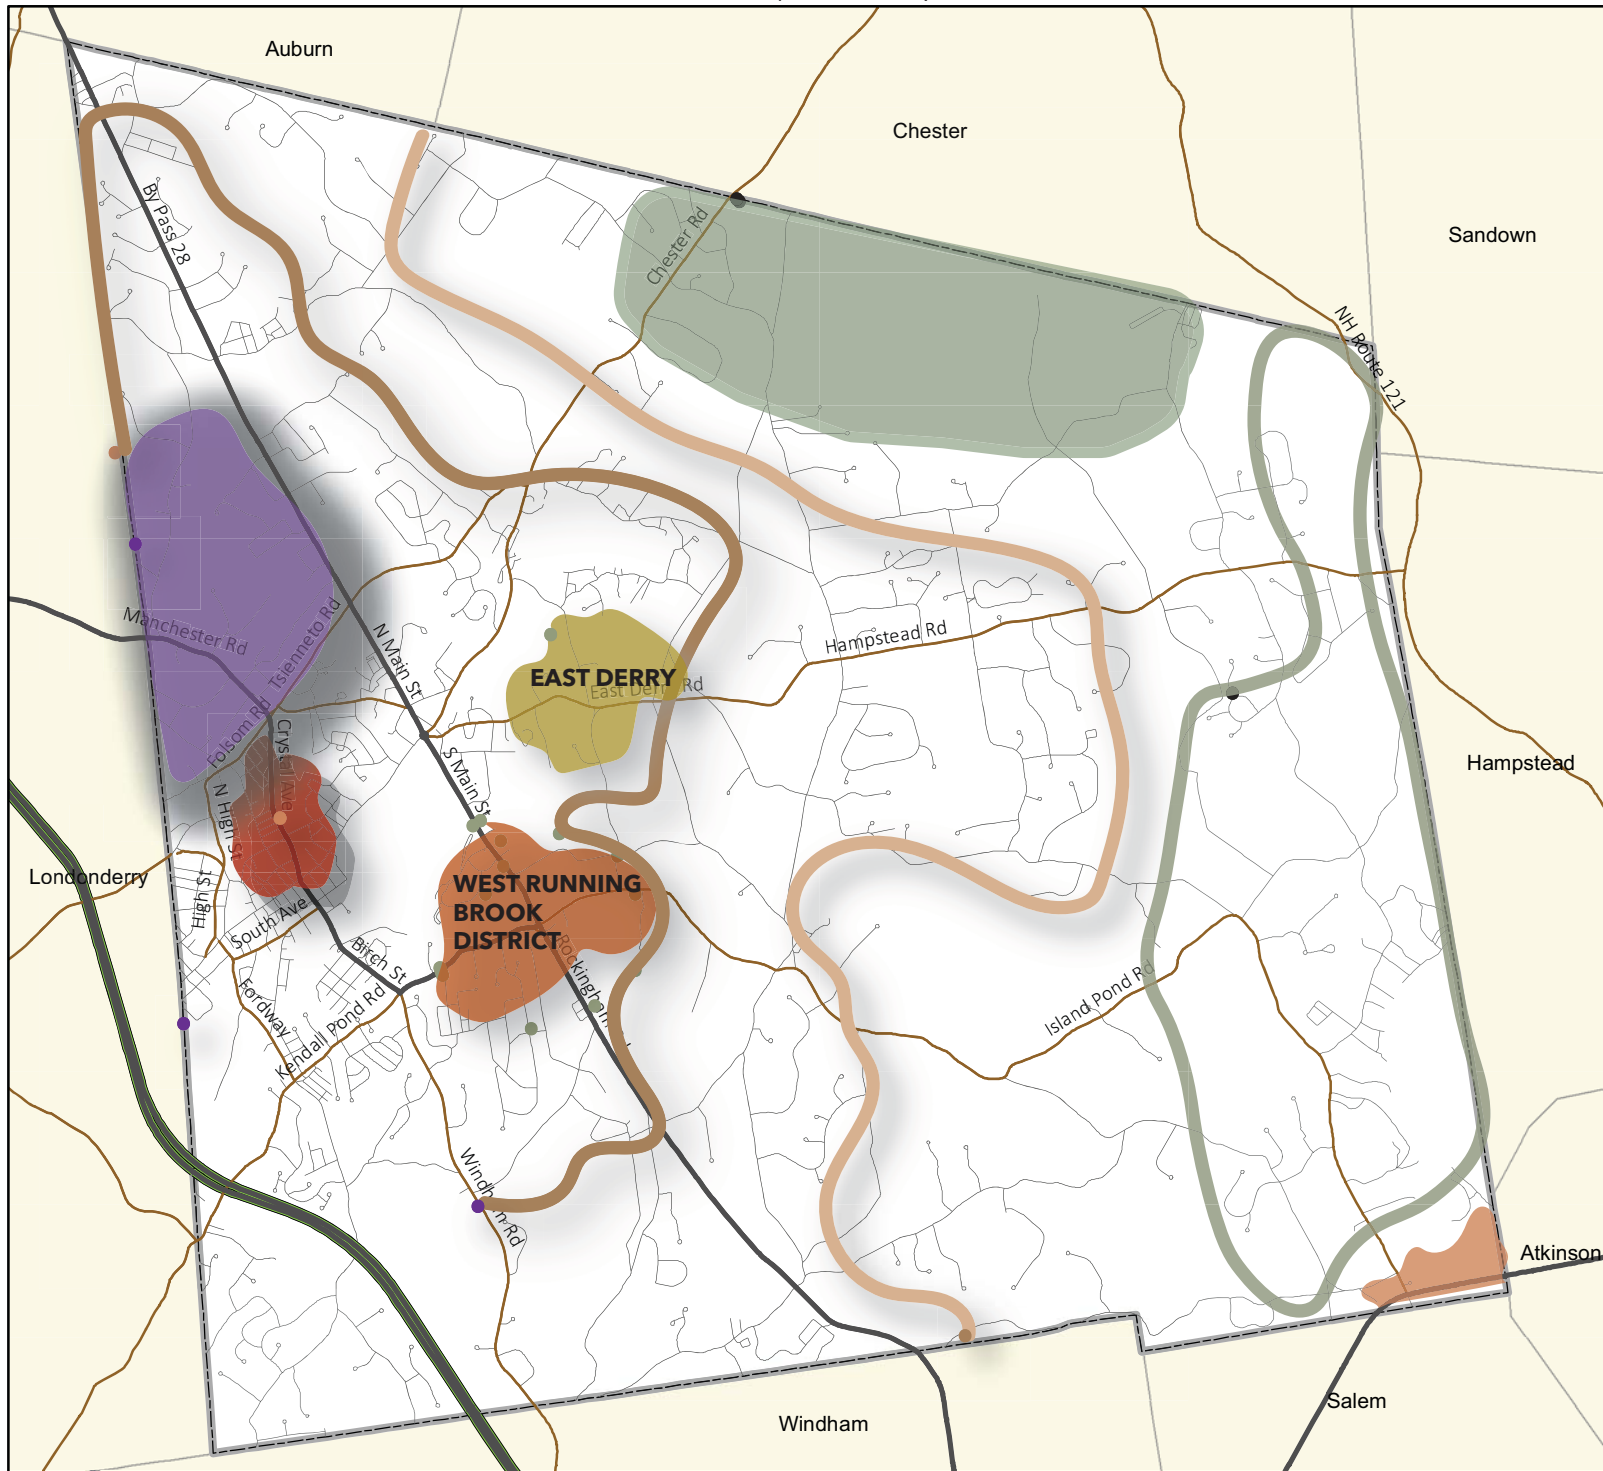 Auburn
Chester
Sandown
By Pass 28
Chester Rd
NH Route 121
Manchester Rd
Tsienneto Rd
N Main St
Hampstead Rd
EAST DERRY
East Derry Rd
Folsom Rd
Crystal Ave
S Main St
N High St
Hampstead
Londonderry
High St
WEST RUNNING
BROOK
DISTRICT
South Ave
Birch St
Fordway
Kendall Pond Rd
Island Pond Rd
Windham Rd
Atkinson
Salem
Windham